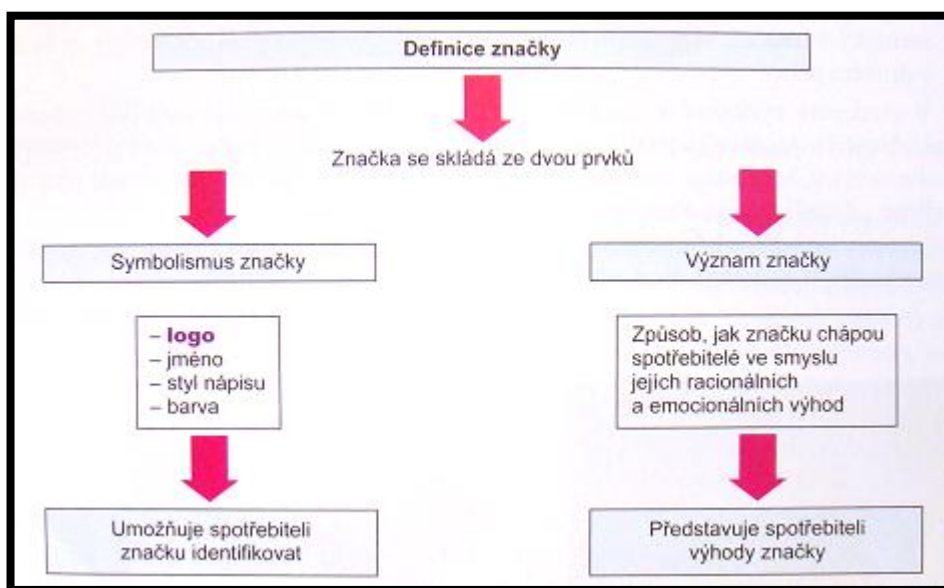 Definice značky
Značka se skládá ze dvou prvků
Symbolismus značky
– logo
– jméno
– styl nápisu
– barva
Umožňuje spotřebiteli
značku identifikovat
Význam značky
Způsob, jak značku chápou
spotřebitelé ve smyslu
jejich racionálních
a emocionálních výhod
Představuje spotřebiteli
výhody značky